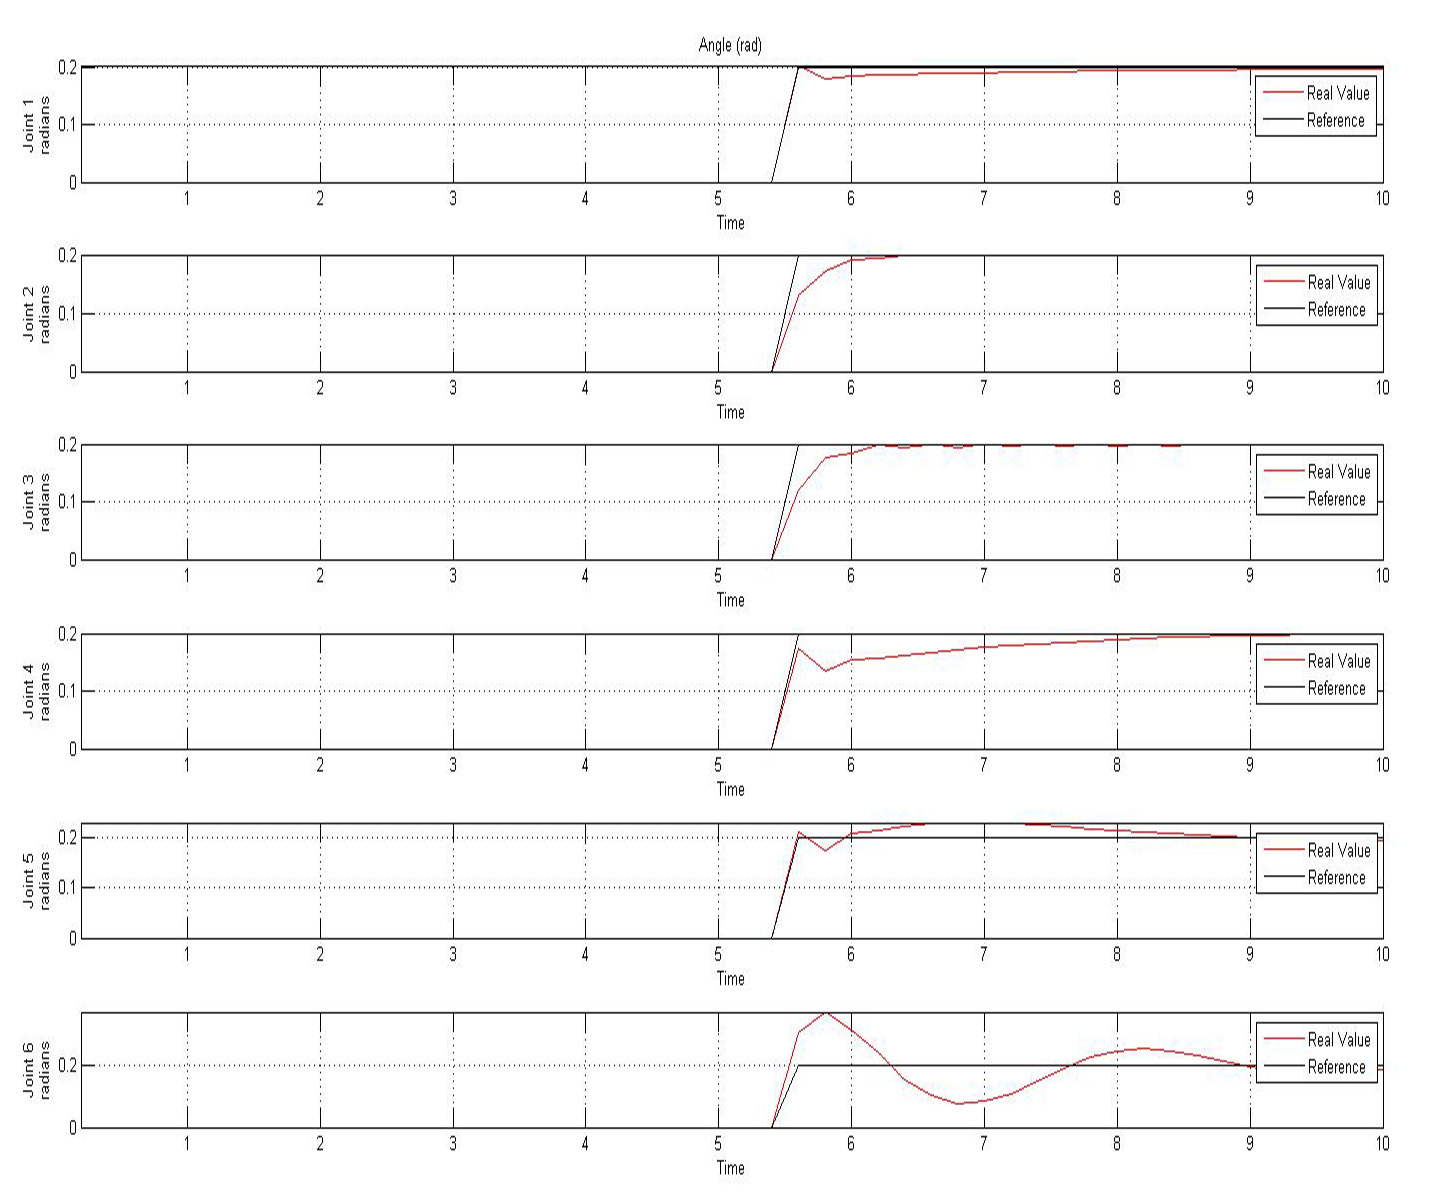 Angle (rad)
0.2
0.1
0
Joint 1
radians
Real Value
Reference
1 2 3 4 5 6 7 8 9 10
Time
0.2
0.1
0
Joint 2
radians
Real Value
Reference
1 2 3 4 5 6 7 8 9 10
Time
0.2
0.1
0
Joint 3
radians
Real Value
Reference
1 2 3 4 5 6 7 8 9 10
Time
0.2
0.1
0
Joint 4
radians
Real Value
Reference
1 2 3 4 5 6 7 8 9 10
Time
0.2
0.1
0
Joint 5
radians
Real Value
Reference
1 2 3 4 5 6 7 8 9 10
Time
0.2
0
Joint 6
radians
Real Value
Reference
1 2 3 4 5 6 7 8 9 10
Time